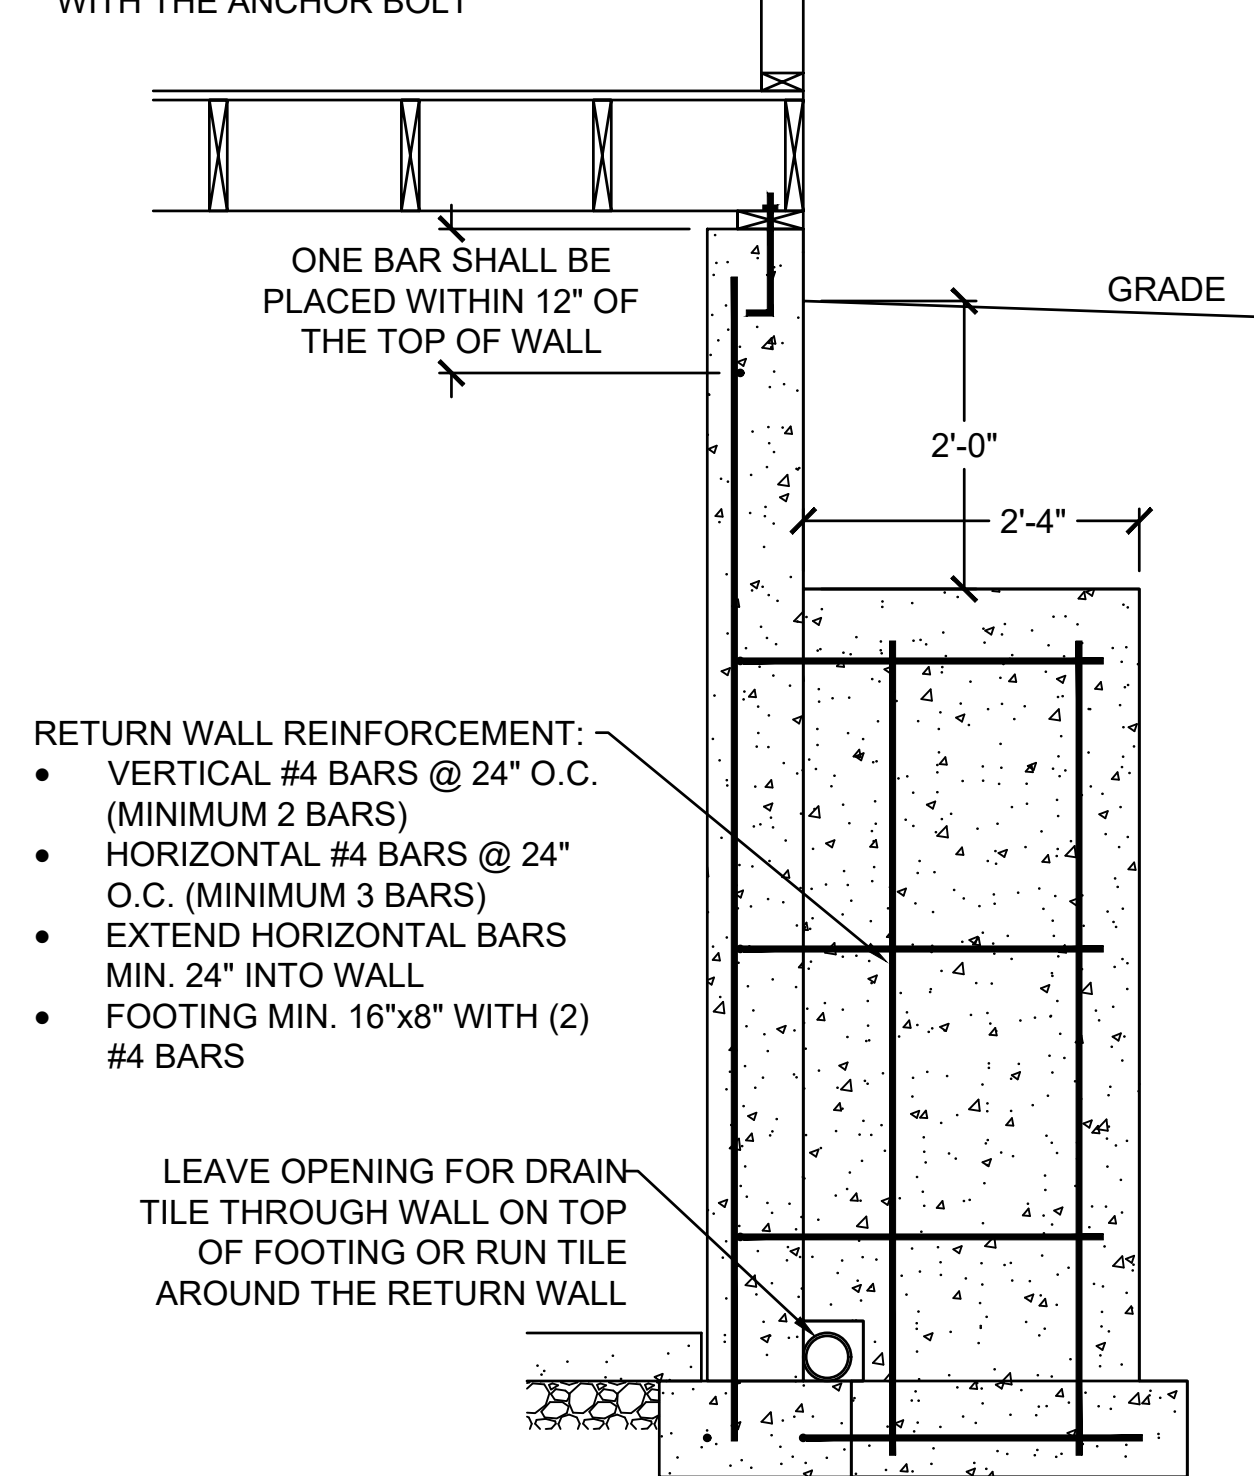 WITH THE ANCHOR BOLT
ONE BAR SHALL BE
PLACED WITHIN 12" OF
THE TOP OF WALL
GRADE
2'-0"
2'-4"
RETURN WALL REINFORCEMENT:
• VERTICAL #4 BARS @ 24" O.C.
(MINIMUM 2 BARS)
• HORIZONTAL #4 BARS @ 24"
O.C. (MINIMUM 3 BARS)
• EXTEND HORIZONTAL BARS
MIN. 24" INTO WALL
• FOOTING MIN. 16"x8" WITH (2)
#4 BARS
LEAVE OPENING FOR DRAIN
TILE THROUGH WALL ON TOP
OF FOOTING OR RUN TILE
AROUND THE RETURN WALL